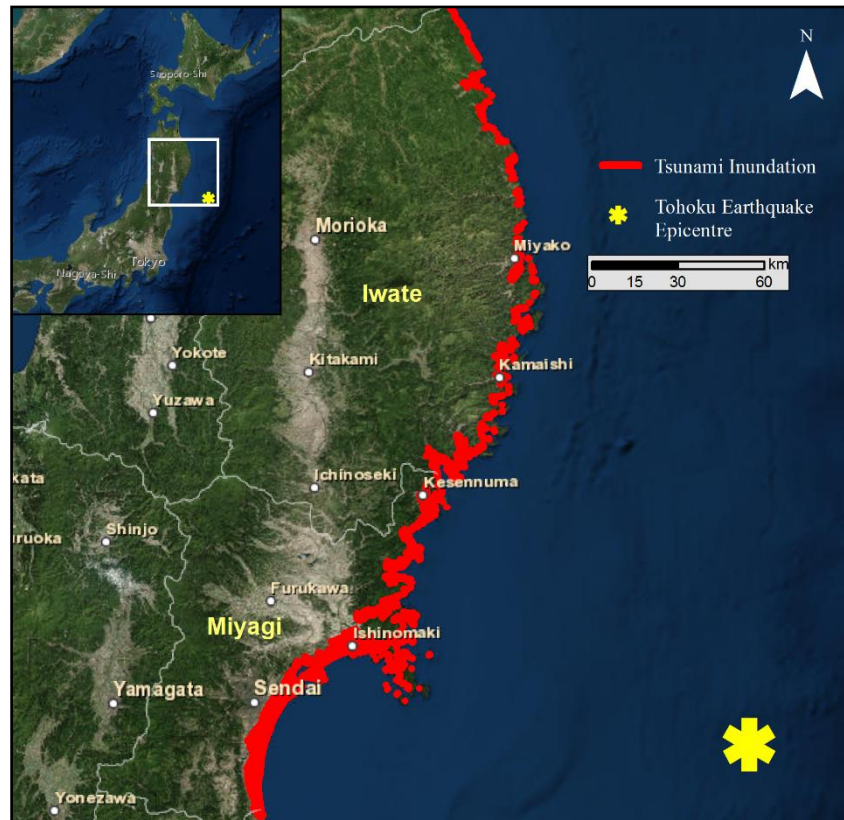 Sapporo-Shi
Tokyo
Nagoya-Shi
N
Tsunami Inundation
Tohoku Earthquake
Epicentre
km
0 15 30 60
Morioka
Miyako
Iwate
Yokote
Kitakami
Kamaishi
Yuzawa
Ichinoseki
Kesennuma
kata
Shinjo
uruoka
Furukawa
Miyagi
Ishinomaki
Yamagata
Sendai
Yonezawa